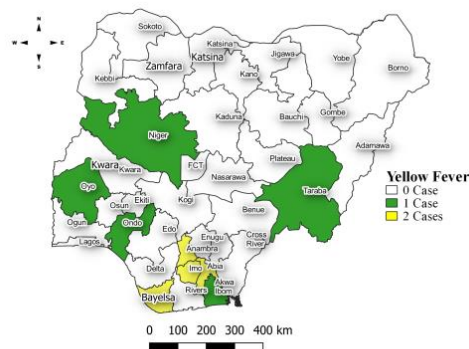 N
W E
S
Sokoto
Katsina
Zamfara Katsina Jigawa Yobe Borno
Kebbi Kano
Kaduna Bauchi Gombe
Niger Adamawa
Plateau
Kwara FCT
Kwara Nasarawa Taraba
Oyo
Ekiti Kogi
Osun Benue
Ogun Ondo Edo
Lagos Enugu Cross
Anambra River
Delta Imo Abia
Rivers Akwa
Bayelsa Ibom
Yellow Fever
0 Case
1 Case
2 Cases
0 100 200 300 400 km